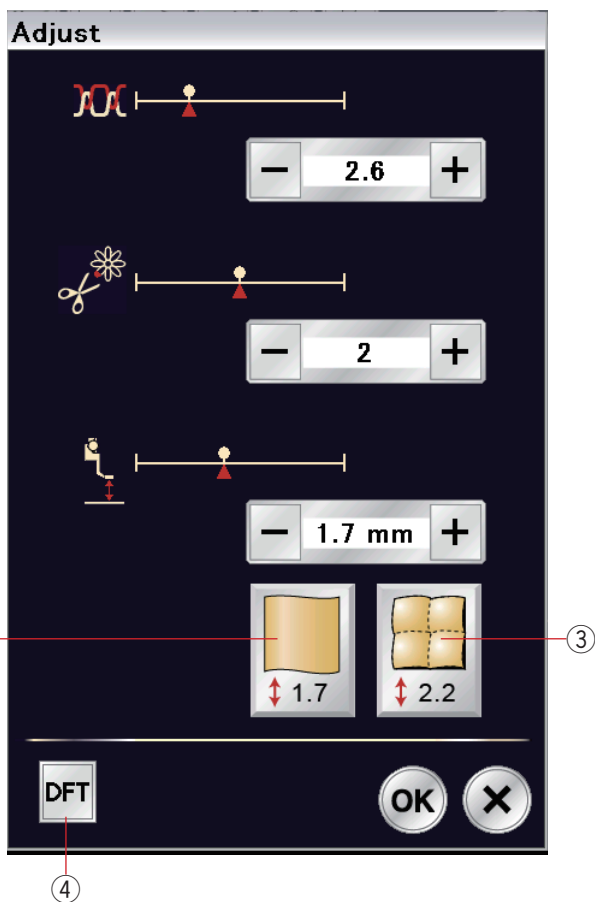 Adjust
− 2.6 +
− 2 +
− 1.7 mm +
1.7 2.2
③
DFT OK ×
④